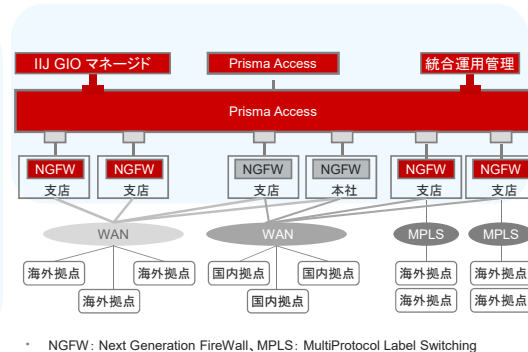 IIJ GIO マネージド
Prisma Access
統合運用管理
Prisma Access
NGFW NGFW NGFW NGFW NGFW NGFW
支店 支店 支店 本社 支店 支店
WAN WAN MPLS MPLS
海外拠点 海外拠点 国内拠点 国内拠点 海外拠点 海外拠点
海外拠点 国内拠点 海外拠点 海外拠点
* NGFW: Next Generation FireWall、MPLS: MultiProtocol Label Switching